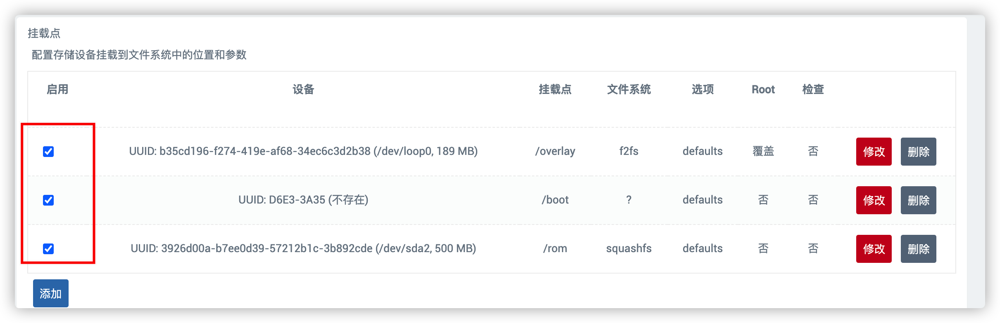 挂载点
配置存储设备挂载到文件系统中的位置和参数
启用 设备 挂载点 文件系统 选项 Root 检查
UUID: b35cd196-f274-419e-af68-34ec6c3d2b38 (/dev/loop0, 189 MB) /overlay f2fs defaults 覆盖 否 修改 删除
UUID: D6E3-3A35 (不存在) /boot ? defaults 否 否 修改 删除
UUID: 3926d00a-b7ee0d39-57212b1c-3b892cde (/dev/sda2, 500 MB) /rom squashfs defaults 否 否 修改 删除
添加